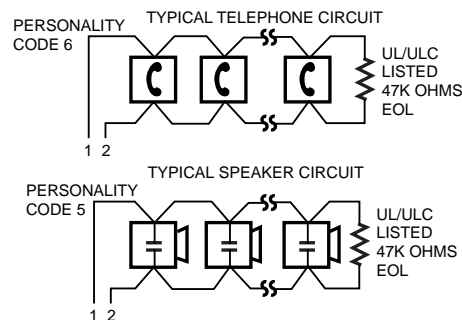 TYPICAL TELEPHONE CIRCUIT
PERSONALITY
CODE 6
UL/ULC
LISTED
47K OHMS
EOL
1 2
TYPICAL SPEAKER CIRCUIT
PERSONALITY
CODE 5
UL/ULC
LISTED
47K OHMS
EOL
1 2